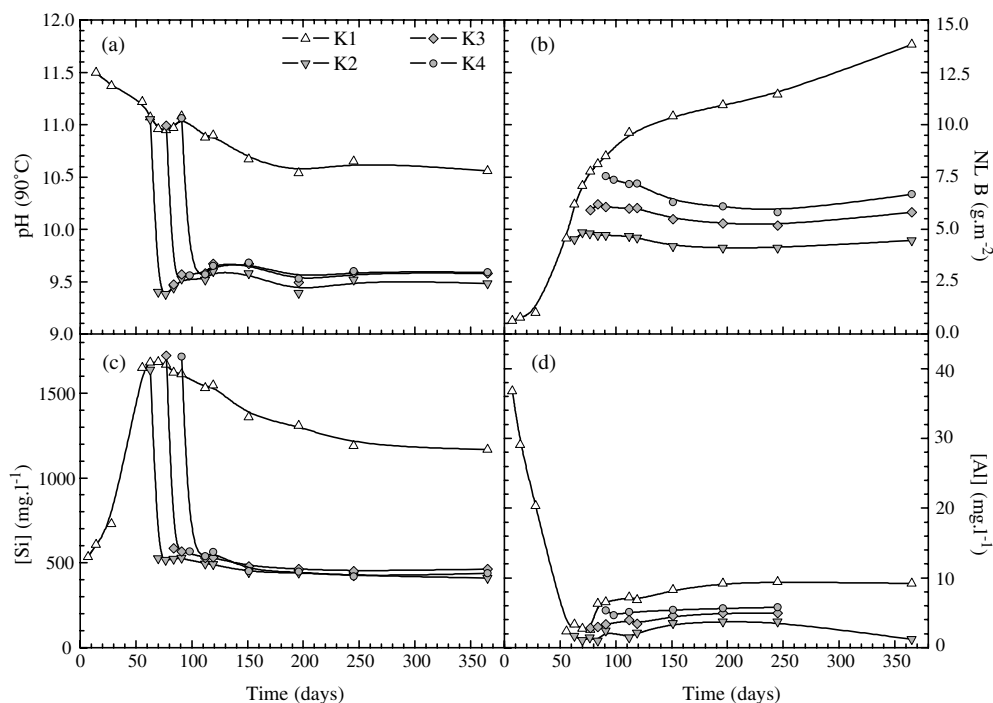 (a)
K1
K3
K2
K4
12.0
11.5
11.0
10.5
10.0
9.5
9.0
pH (90˚C)
(b)
15.0
12.5
10.0
7.5
5.0
2.5
0.0
NL B (g.m⁻²)
(c)
9.0
1500
1000
500
0
[Si] (mg.l⁻¹)
0 50 100 150 200 250 300 350
Time (days)
(d)
40
30
20
10
0
[Al] (mg.l⁻¹)
0 50 100 150 200 250 300 350
Time (days)